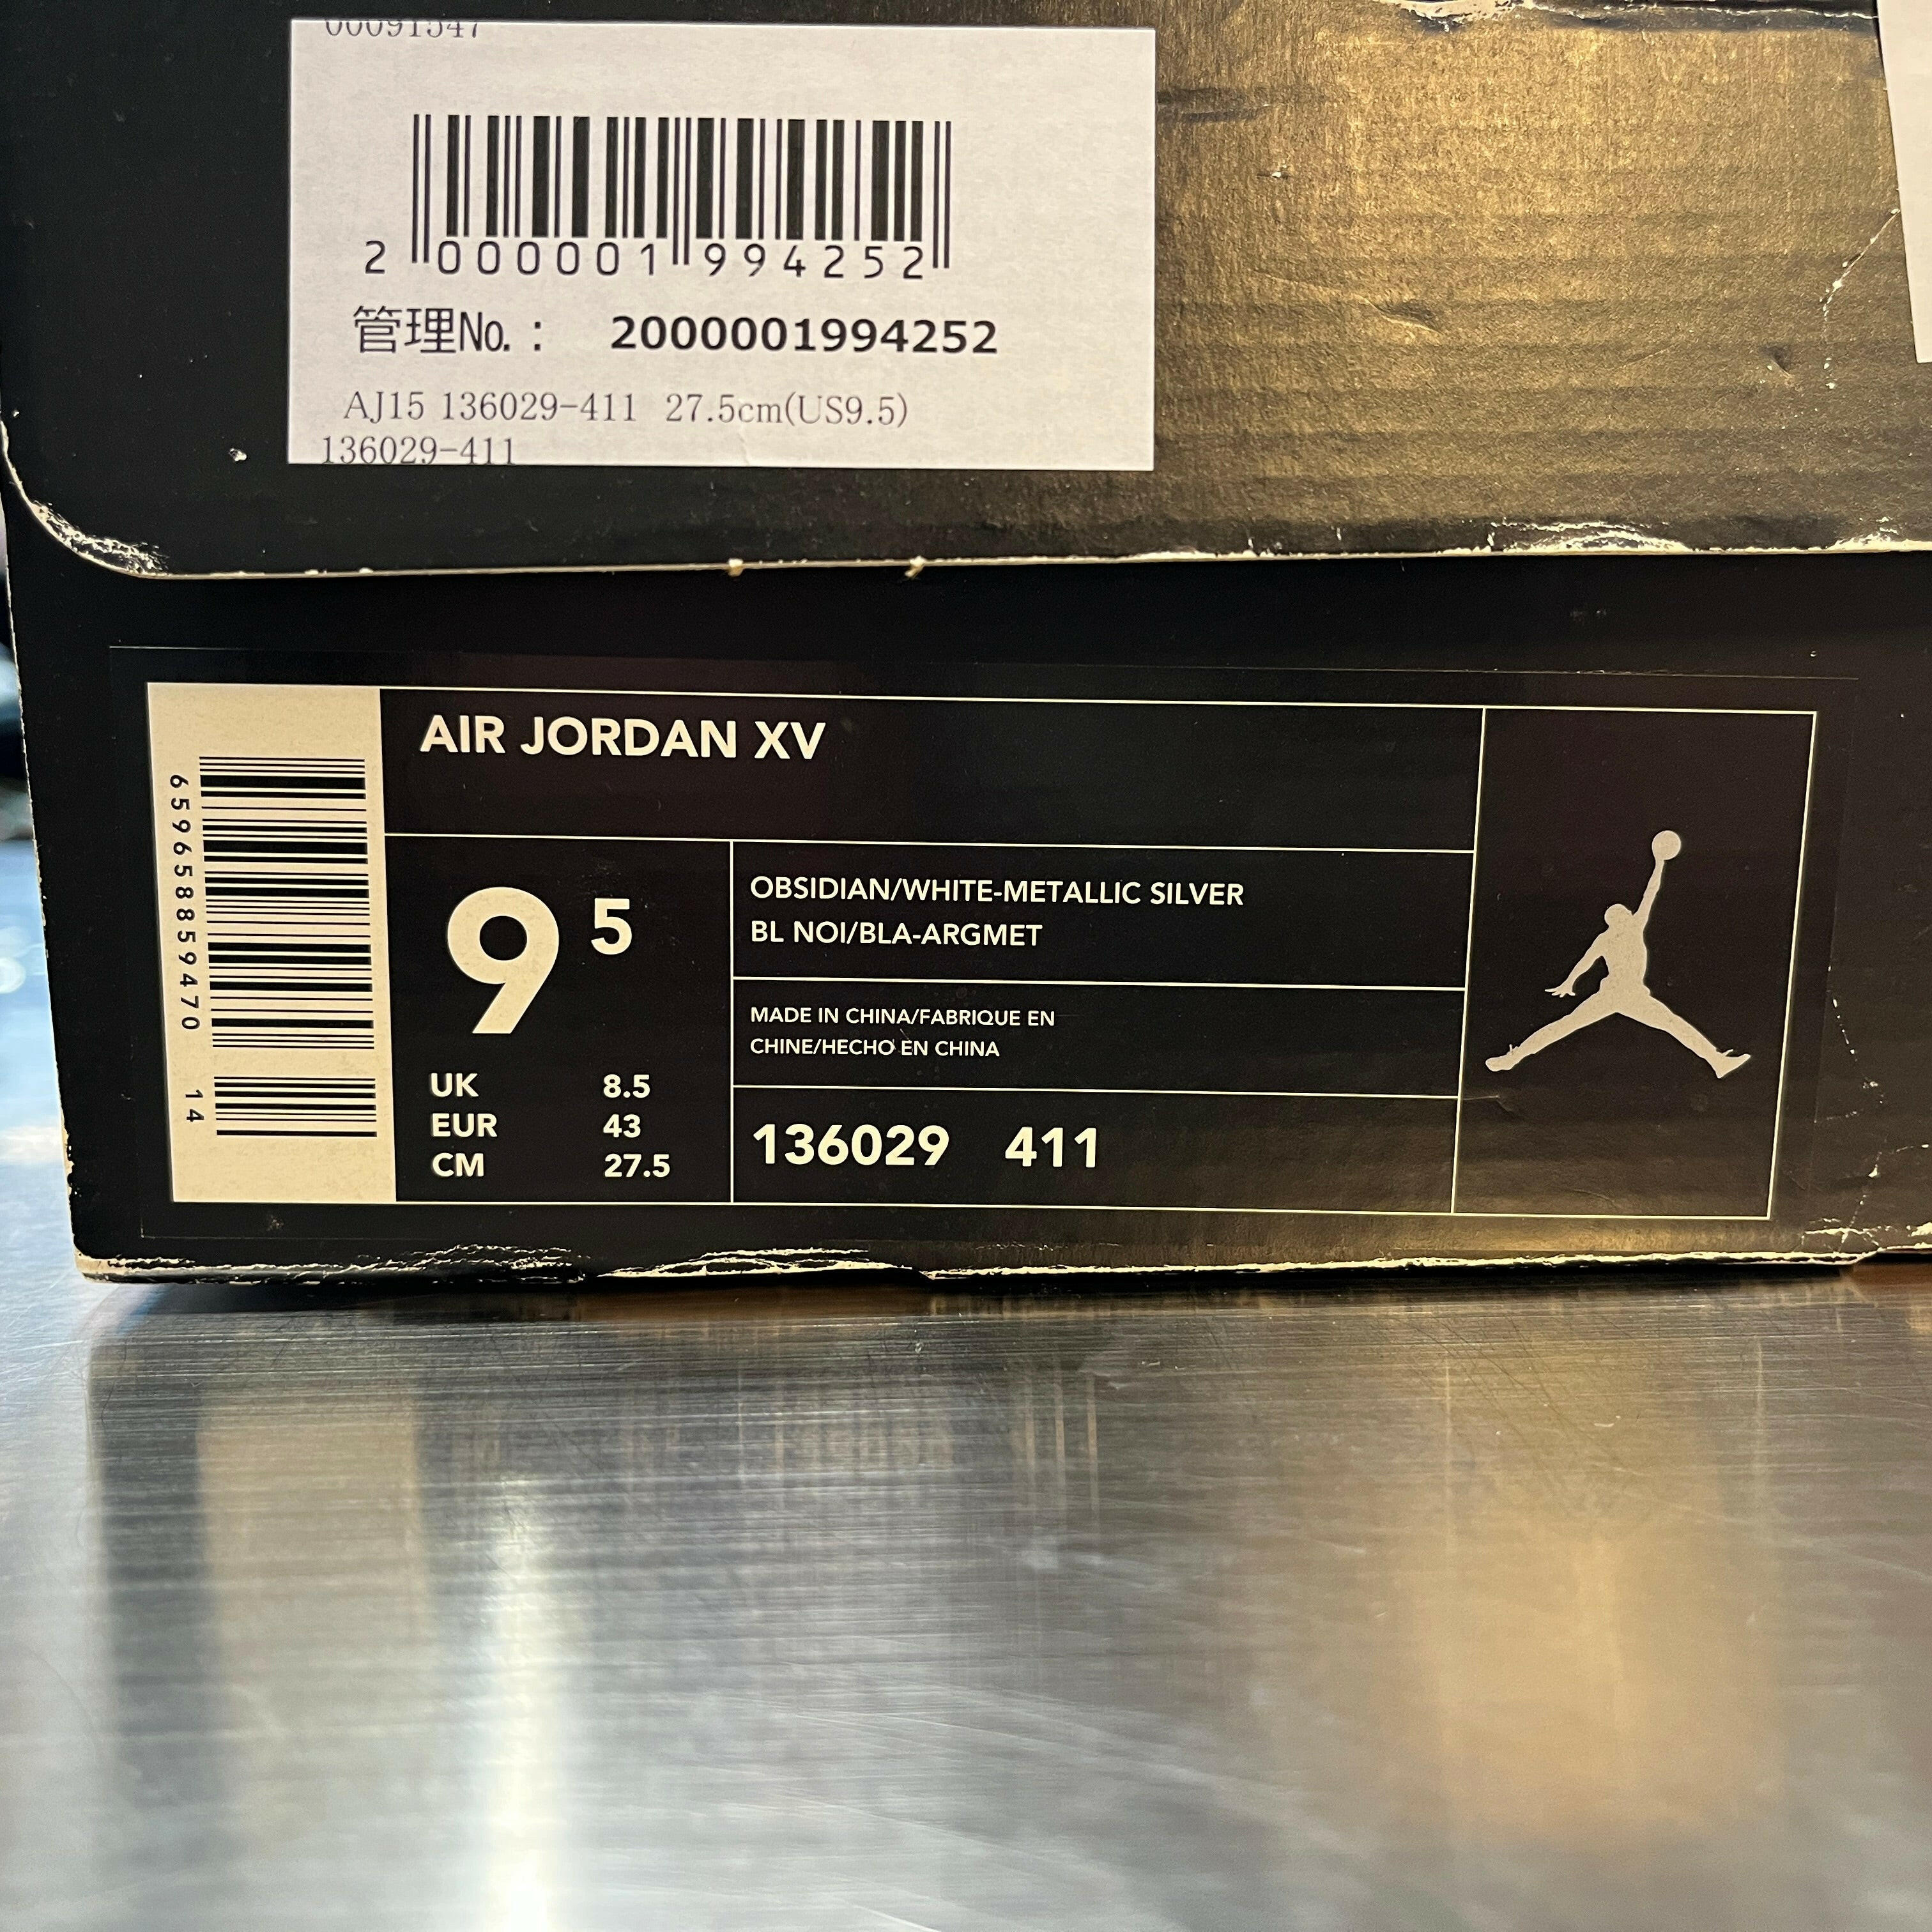 00091547
2 000001 994252
管理No.： 2000001994252
AJ15 136029-411 27.5cm(US9.5)
136029-411
AIR JORDAN XV
659658859470 14
9 5
UK 8.5
EUR 43
CM 27.5
OBSIDIAN/WHITE-METALLIC SILVER
BL NOI/BLA-ARGMET
MADE IN CHINA/FABRIQUE EN
CHINE/HECHO EN CHINA
136029 411